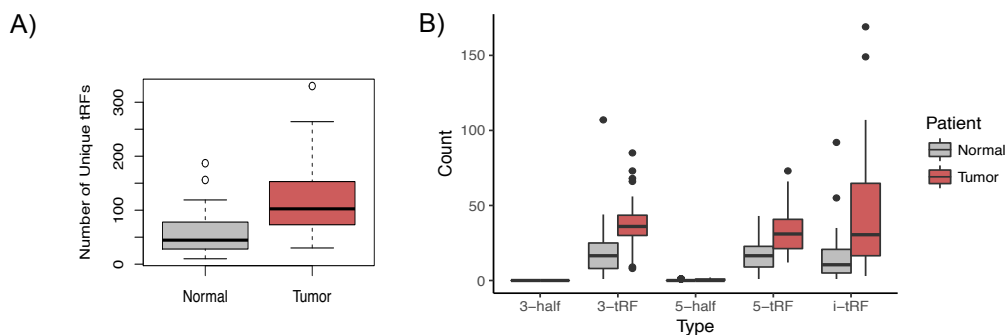 A)
Number of Unique tRFs
300
200
100
0
Normal
Tumor
B)
Count
150
100
50
0
3−half
3−tRF
5−half
5−tRF
i−tRF
Type
Patient
Normal
Tumor